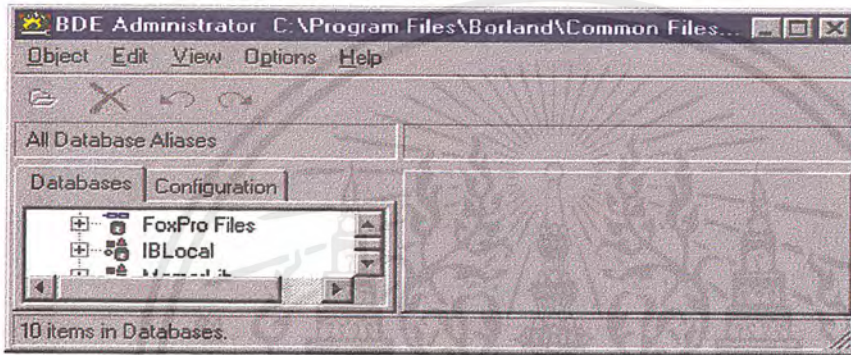 BDE Administrator C:\Program Files\Borland\Common Files...
Object Edit View Options Help
All Database Aliases
Databases Configuration
FoxPro Files
IBLocal
10 items in Databases.